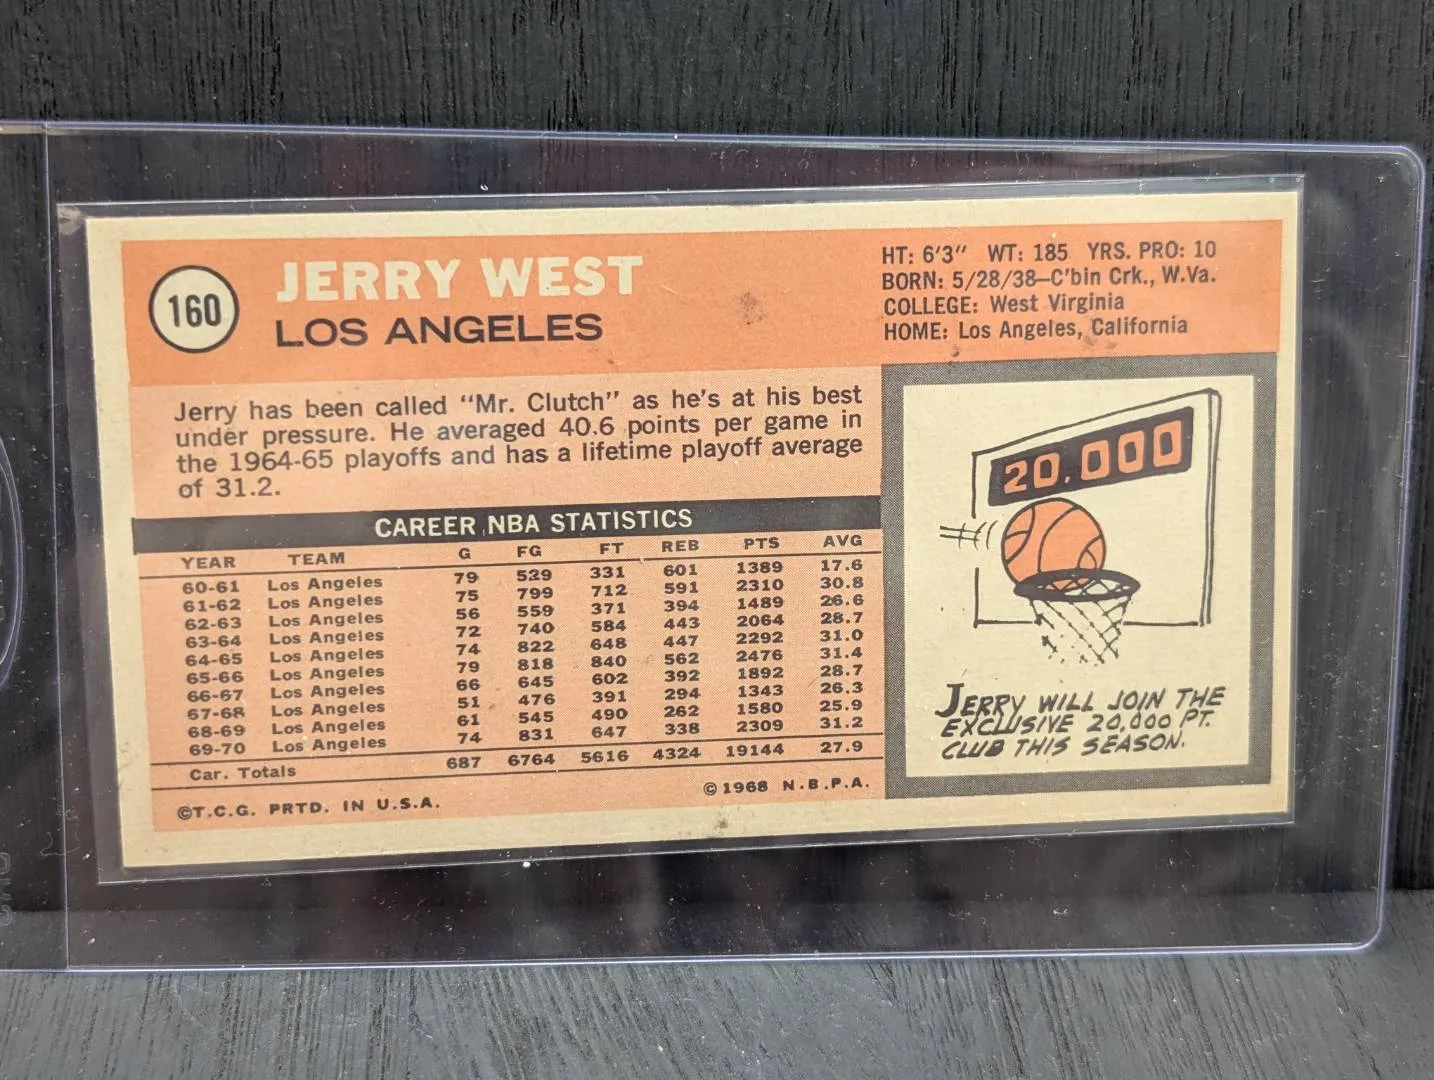 160
JERRY WEST
LOS ANGELES
HT: 6'3" WT: 185 YRS. PRO: 10
BORN: 5/28/38—C'bin Crk., W.Va.
COLLEGE: West Virginia
HOME: Los Angeles, California
Jerry has been called "Mr. Clutch" as he's at his best
under pressure. He averaged 40.6 points per game in
the 1964-65 playoffs and has a lifetime playoff average
of 31.2.
CAREER NBA STATISTICS
YEAR TEAM G FG FT REB PTS AVG
60-61 Los Angeles 79 529 331 601 1389 17.6
61-62 Los Angeles 75 799 712 591 2310 30.8
62-63 Los Angeles 56 559 371 394 1489 26.6
63-64 Los Angeles 72 740 584 443 2064 28.7
64-65 Los Angeles 74 822 648 447 2292 31.0
65-66 Los Angeles 79 818 840 562 2476 31.4
66-67 Los Angeles 66 645 602 392 1892 28.7
67-68 Los Angeles 51 476 391 294 1343 26.3
68-69 Los Angeles 61 545 490 262 1580 25.9
69-70 Los Angeles 74 831 647 338 2309 31.2
Car. Totals 687 6764 5616 4324 19144 27.9
©T.C.G. PRTD. IN U.S.A.
© 1968 N.B.P.A.
20,000
JERRY WILL JOIN THE
EXCLUSIVE 20,000 PT.
CLUB THIS SEASON.